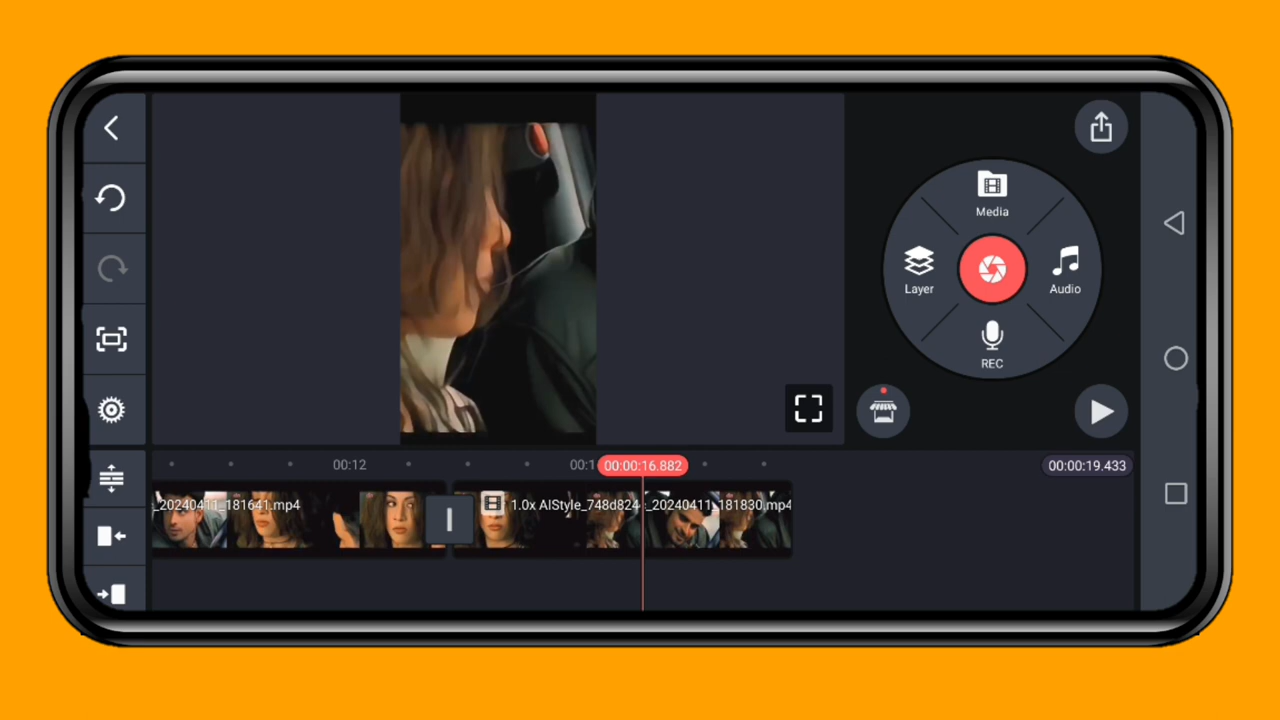 Media
Layer
Audio
REC
00:12
00:1
00:00:16.882
00:00:19.433
_20240411_181641.mp4
1.0x AIStyle_748d824
_20240411_181830.mp4